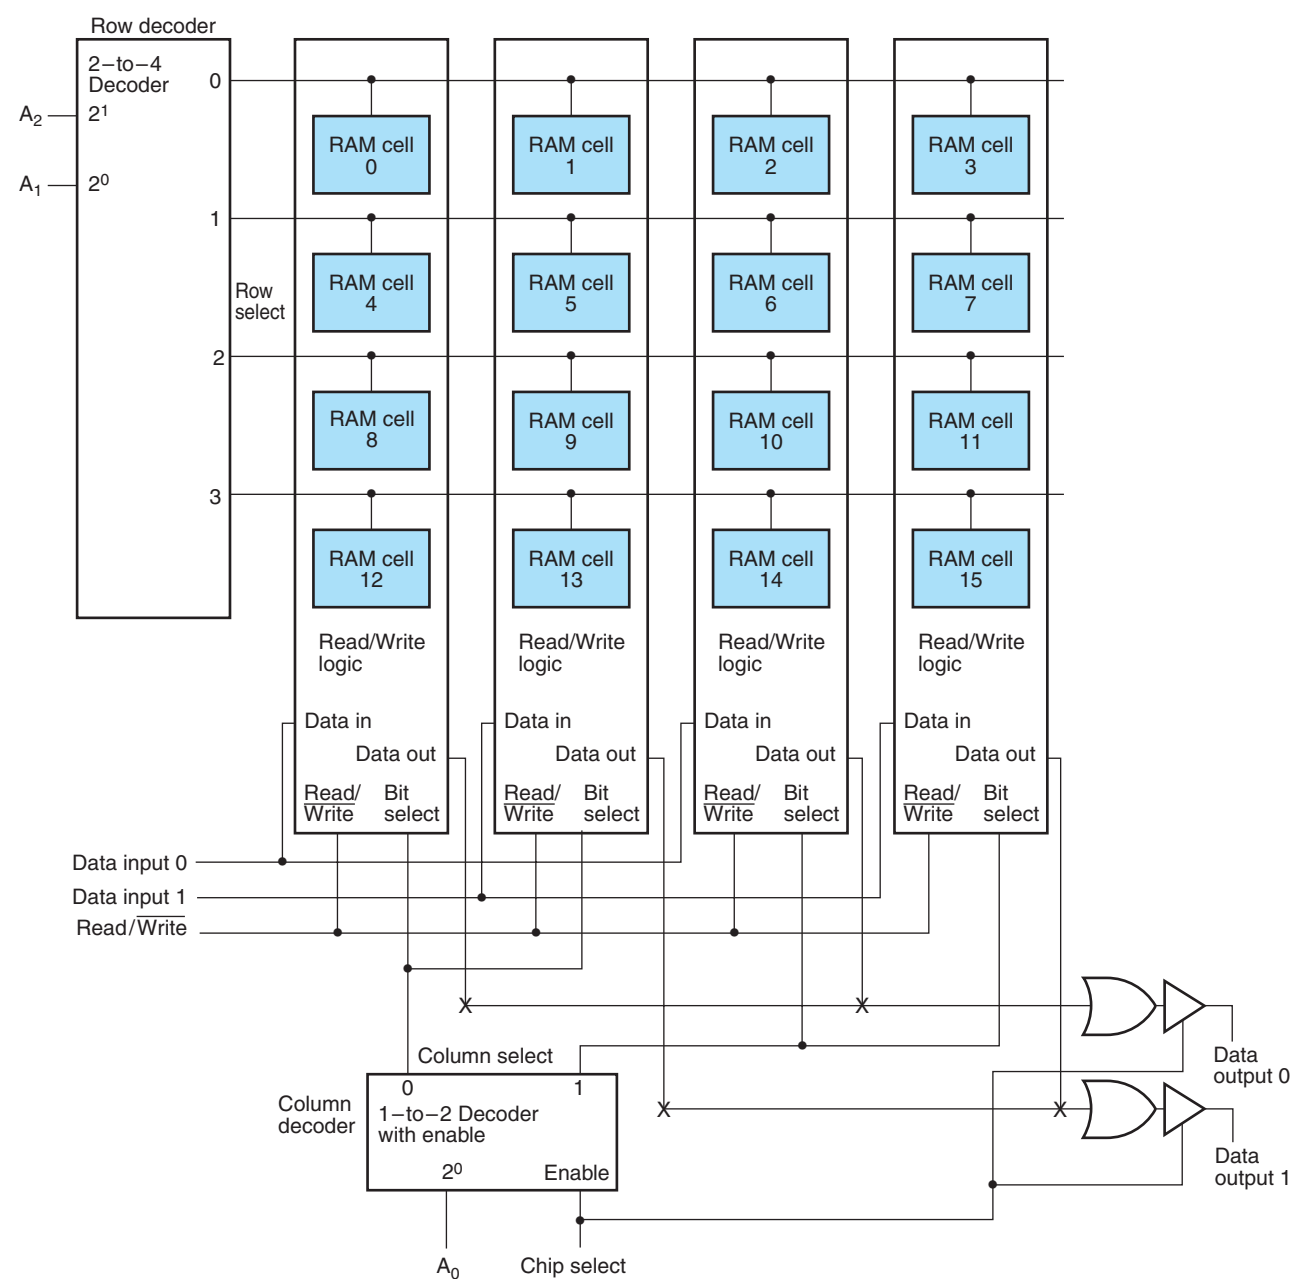 Row decoder
2–to–4
Decoder
0
A2
2¹
A1
2⁰
RAM cell
0
RAM cell
1
RAM cell
2
RAM cell
3
1
Row
select
RAM cell
4
RAM cell
5
RAM cell
6
RAM cell
7
2
RAM cell
8
RAM cell
9
RAM cell
10
RAM cell
11
3
RAM cell
12
RAM cell
13
RAM cell
14
RAM cell
15
Read/Write
logic
Read/Write
logic
Read/Write
logic
Read/Write
logic
Data in
Data in
Data in
Data in
Data out
Data out
Data out
Data out
Read/
Write
Bit
select
Read/
Write
Bit
select
Read/
Write
Bit
select
Read/
Write
Bit
select
Data input 0
Data input 1
Read/Write
X
X
Data
output 0
Column select
0
1
Column
decoder
1–to–2 Decoder
with enable
X
X
Data
output 1
2⁰
Enable
A0
Chip select